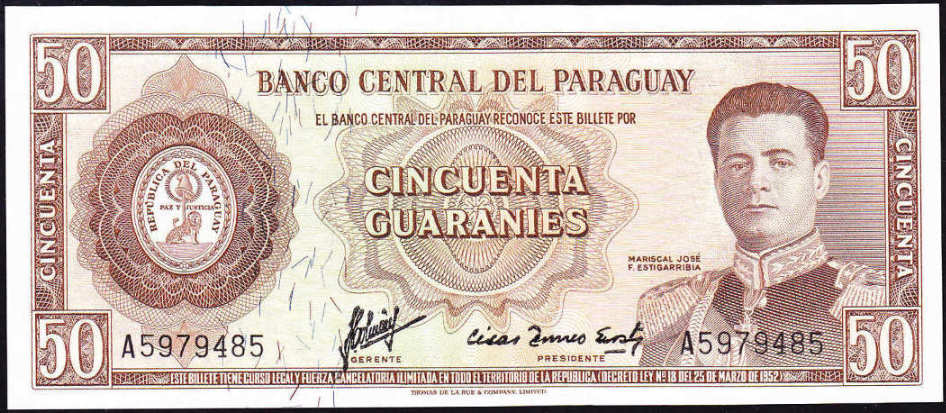 50
50
BANCO CENTRAL DEL PARAGUAY
EL BANCO CENTRAL DEL PARAGUAY RECONOCE ESTE BILLETE POR
CINCUENTA
REPUBLICA DEL PARAGUAY
PAZ Y JUSTICIA
CINCUENTA
GUARANIES
CINCUENTA
MARISCAL JOSÉ
F. ESTIGARRIBIA
50
A5979485
GERENTE
PRESIDENTE
A5979485
50
ESTE BILLETE TIENE CURSO LEGAL Y FUERZA CANCELATORIA ILIMITADA EN TODO EL TERRITORIO DE LA REPUBLICA (DECRETO LEY Nº 18 DEL 25 DE MARZO DE 1952)
THOMAS DE LA RUE & COMPANY, LIMITED